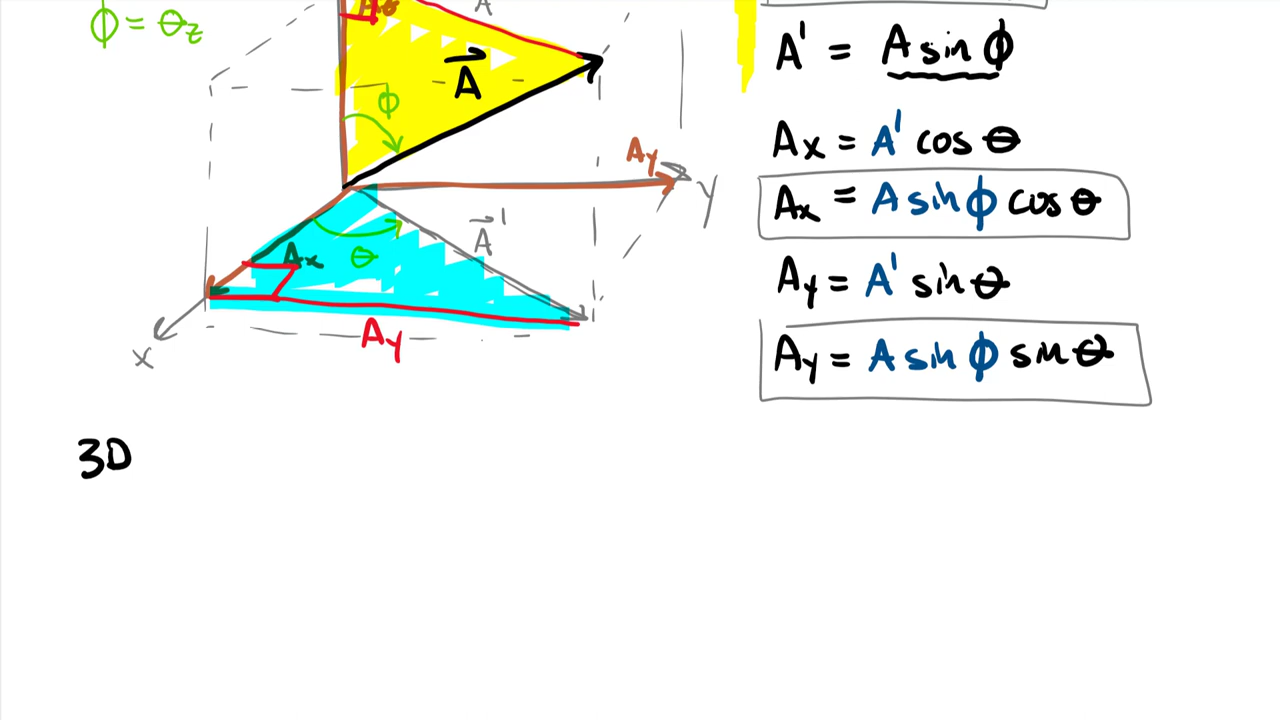 ϕ = θz
A
A' = A sin ϕ
A⃗
ϕ
Ax = A' cos θ
Ay
Ax = A sin ϕ cos θ
y
A⃗'
Ax
θ
Ay = A' sin θ
Ay
x
Ay = A sin ϕ sin θ
3D